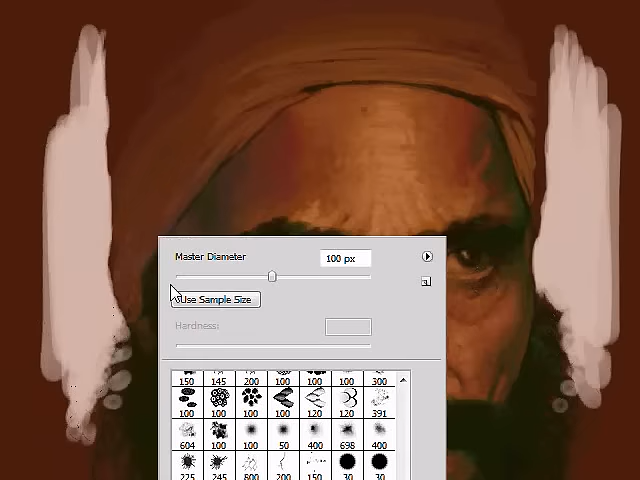 Master Diameter
100 px
Use Sample Size
Hardness:
150 145 200 100 100 100 300
100 100 100 100 120 120 391
604 100 100 50 400 698 400
225 245 800 200 150 30 30